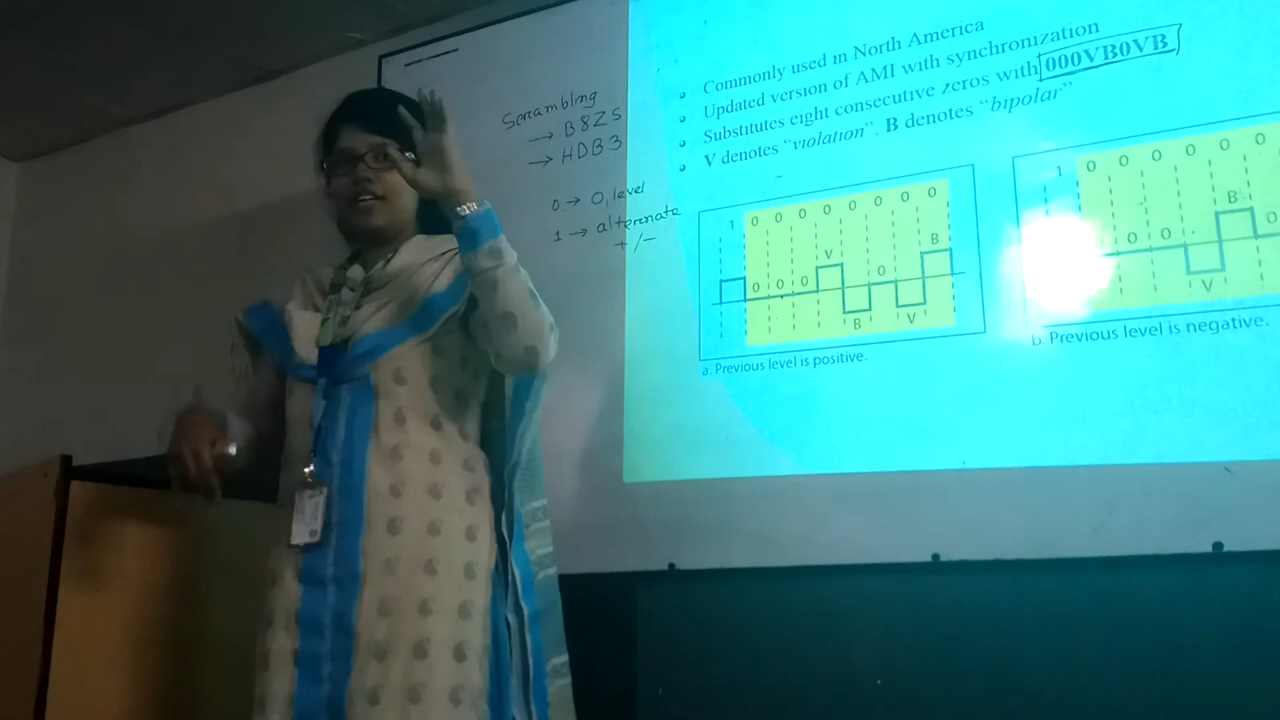 Scrambling
→ B8ZS
→ HDB3
0 → 0, level
1 → alternate
+/−
Commonly used in North America
Updated version of AMI with synchronization
Substitutes eight consecutive zeros with 000VB0VB
V denotes "violation". B denotes "bipolar"
1 0 0 0 0 0 0 0 0
0 0 0 V B 0 V B
a. Previous level is positive.
1 0 0 0 0 0 0
0 0 V B 0
b. Previous level is negative.